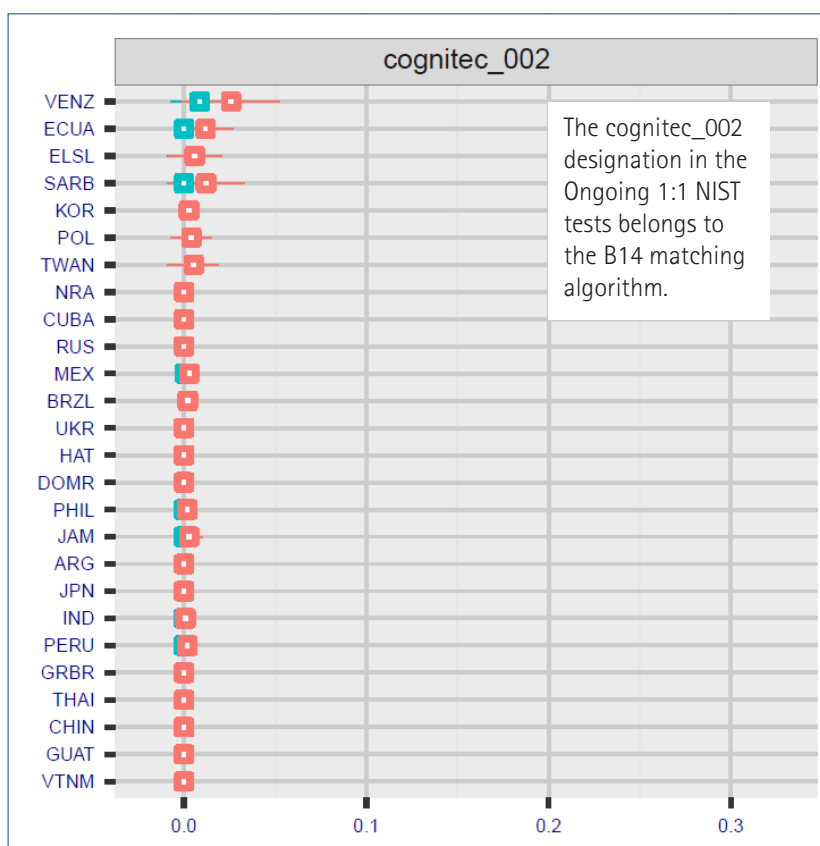 cognitec_002
VENZ
ECUA
ELSL
SARB
KOR
POL
TWAN
NRA
CUBA
RUS
MEX
BRZL
UKR
HAT
DOMR
PHIL
JAM
ARG
JPN
IND
PERU
GRBR
THAI
CHIN
GUAT
VTNM
The cognitec_002
designation in the
Ongoing 1:1 NIST
tests belongs to
the B14 matching
algorithm.
0.0 0.1 0.2 0.3